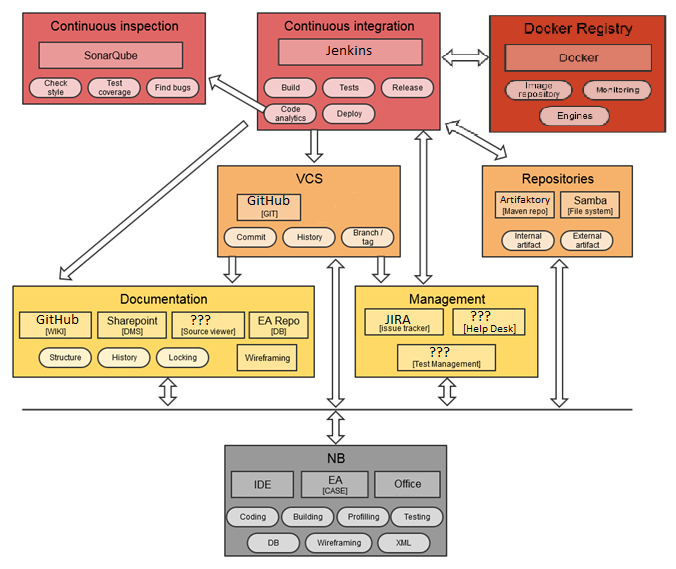 Continuous inspection
SonarQube
Check
style
Test
coverage
Find bugs
Continuous integration
Jenkins
Build
Tests
Release
Code
analytics
Deploy
Docker Registry
Docker
Image
repository
Monitoring
Engines
VCS
GitHub
[GIT]
Commit
History
Branch /
tag
Repositories
Artifaktory
[Maven repo]
Samba
[File system]
Internal
artifact
External
artifact
Documentation
GitHub
[WIKI]
Sharepoint
[DMS]
???
[Source viewer]
EA Repo
[DB]
Structure
History
Locking
Wireframing
Management
JIRA
[issue tracker]
???
[Help Desk]
???
[Test Management]
NB
IDE
EA
[CASE]
Office
Coding
Building
Profilling
Testing
DB
Wireframing
XML